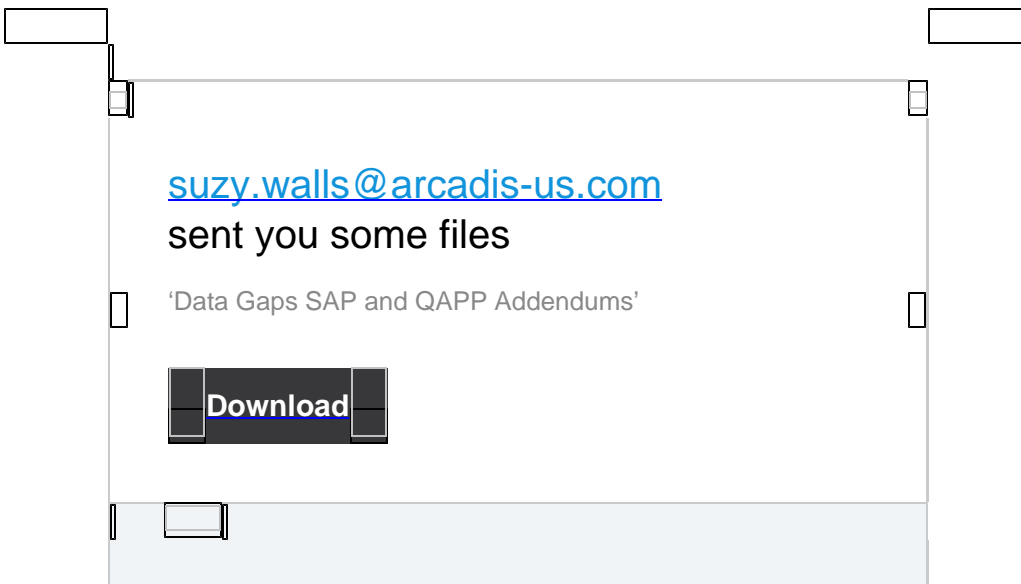 suzy.walls@arcadis-us.com
sent you some files
‘Data Gaps SAP and QAPP Addendums’
Download